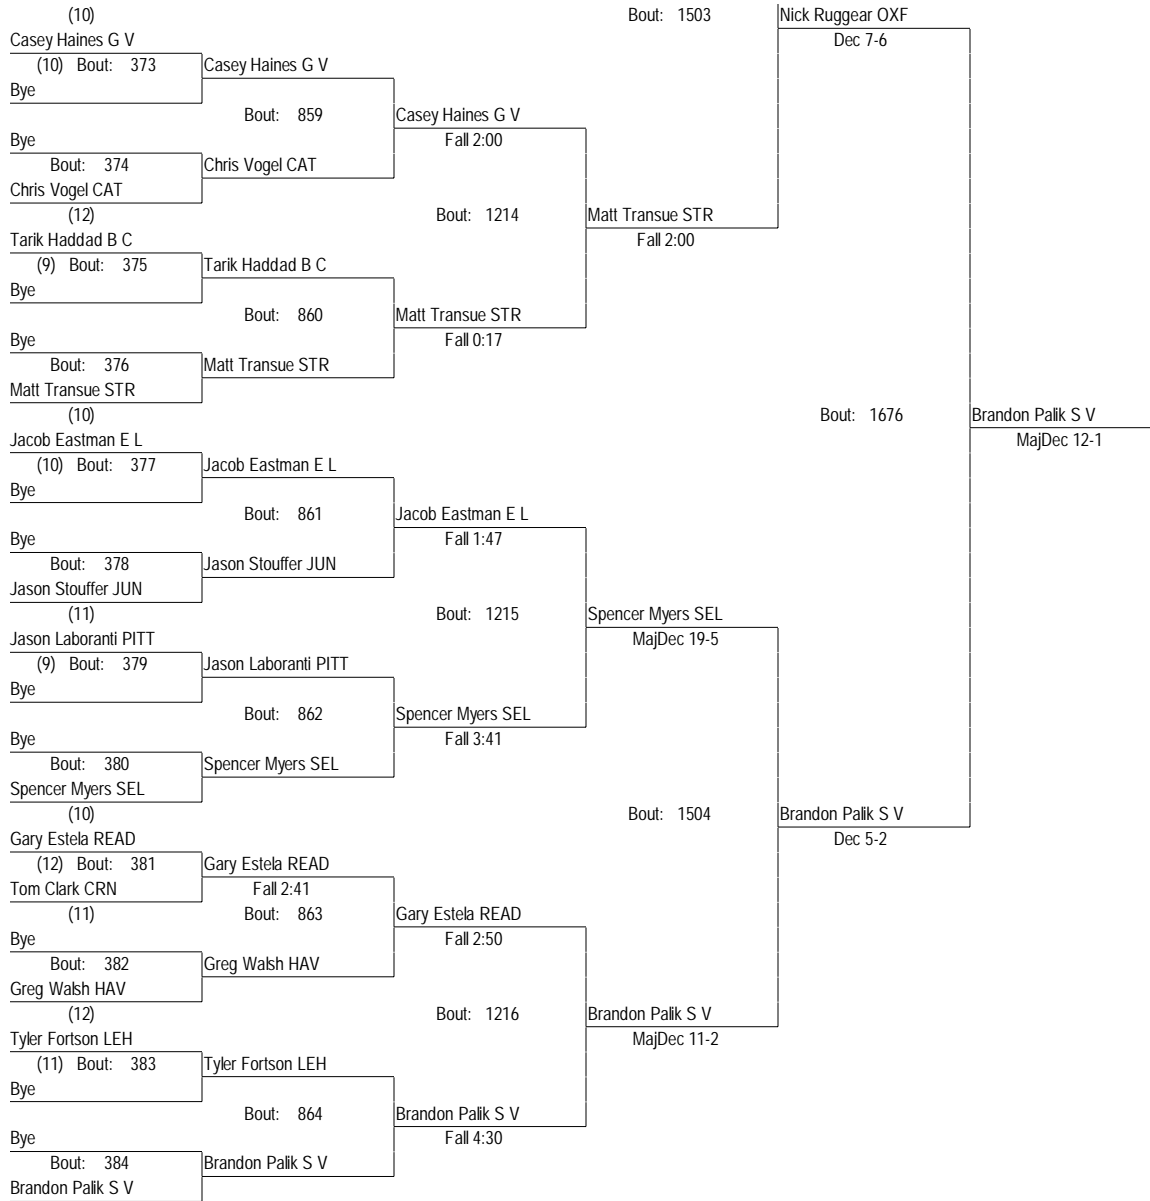 (10)
Bout: 1503
Nick Ruggear OXF
Casey Haines G V
Dec 7-6
(10) Bout: 373
Casey Haines G V
Bye
Bout: 859
Casey Haines G V
Bye
Fall 2:00
Bout: 374
Chris Vogel CAT
Chris Vogel CAT
(12)
Bout: 1214
Matt Transue STR
Tarik Haddad B C
Fall 2:00
(9) Bout: 375
Tarik Haddad B C
Bye
Bout: 860
Matt Transue STR
Bye
Fall 0:17
Bout: 376
Matt Transue STR
Matt Transue STR
(10)
Bout: 1676
Brandon Palik S V
Jacob Eastman E L
MajDec 12-1
(10) Bout: 377
Jacob Eastman E L
Bye
Bout: 861
Jacob Eastman E L
Bye
Fall 1:47
Bout: 378
Jason Stouffer JUN
Jason Stouffer JUN
(11)
Bout: 1215
Spencer Myers SEL
Jason Laboranti PITT
MajDec 19-5
(9) Bout: 379
Jason Laboranti PITT
Bye
Bout: 862
Spencer Myers SEL
Bye
Fall 3:41
Bout: 380
Spencer Myers SEL
Spencer Myers SEL
(10)
Bout: 1504
Brandon Palik S V
Gary Estela READ
Dec 5-2
(12) Bout: 381
Gary Estela READ
Tom Clark CRN
Fall 2:41
(11)
Bout: 863
Gary Estela READ
Bye
Fall 2:50
Bout: 382
Greg Walsh HAV
Greg Walsh HAV
(12)
Bout: 1216
Brandon Palik S V
Tyler Fortson LEH
MajDec 11-2
(11) Bout: 383
Tyler Fortson LEH
Bye
Bout: 864
Brandon Palik S V
Bye
Fall 4:30
Bout: 384
Brandon Palik S V
Brandon Palik S V